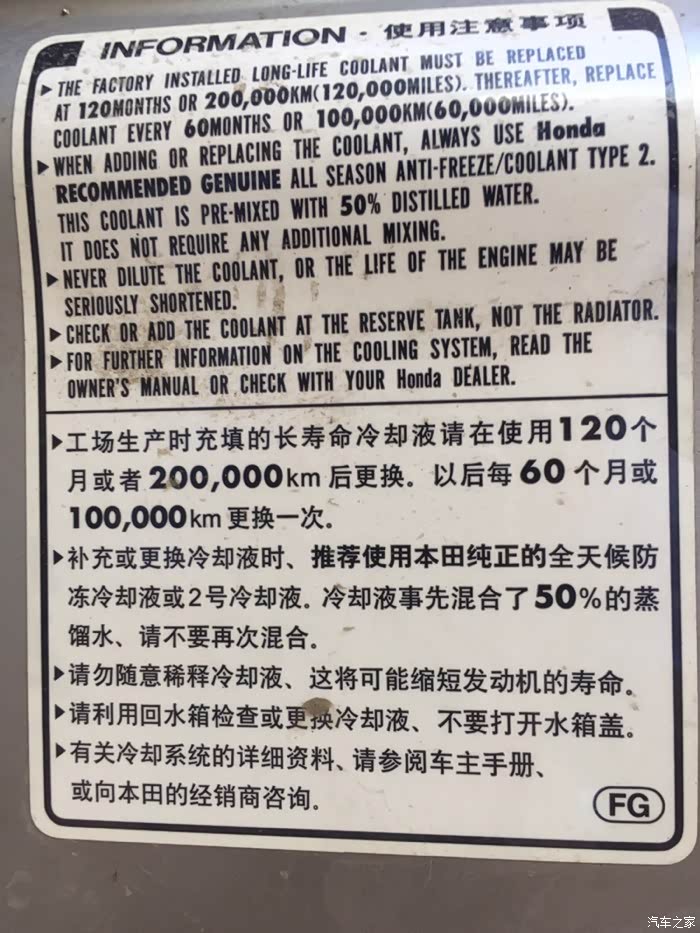 INFORMATION · 使用注意事项
▶THE FACTORY INSTALLED LONG-LIFE COOLANT MUST BE REPLACED
AT 120MONTHS OR 200,000KM(120,000MILES). THEREAFTER, REPLACE
COOLANT EVERY 60MONTHS OR 100,000KM(60,000MILES).
▶WHEN ADDING OR REPLACING THE COOLANT, ALWAYS USE Honda
RECOMMENDED GENUINE ALL SEASON ANTI-FREEZE/COOLANT TYPE 2.
THIS COOLANT IS PRE-MIXED WITH 50% DISTILLED WATER.
IT DOES NOT REQUIRE ANY ADDITIONAL MIXING.
▶NEVER DILUTE THE COOLANT, OR THE LIFE OF THE ENGINE MAY BE
SERIOUSLY SHORTENED.
▶CHECK OR ADD THE COOLANT AT THE RESERVE TANK, NOT THE RADIATOR.
▶FOR FURTHER INFORMATION ON THE COOLING SYSTEM, READ THE
OWNER'S MANUAL OR CHECK WITH YOUR Honda DEALER.
▶工场生产时充填的长寿命冷却液请在使用120个
月或者200,000km后更换。以后每60个月或
100,000km更换一次。
▶补充或更换冷却液时、推荐使用本田纯正的全天候防
冻冷却液或2号冷却液。冷却液事先混合了50%的蒸
馏水、请不要再次混合。
▶请勿随意稀释冷却液、这将可能缩短发动机的寿命。
▶请利用回水箱检查或更换冷却液、不要打开水箱盖。
▶有关冷却系统的详细资料、请参阅车主手册、
或向本田的经销商咨询。
FG
汽车之家